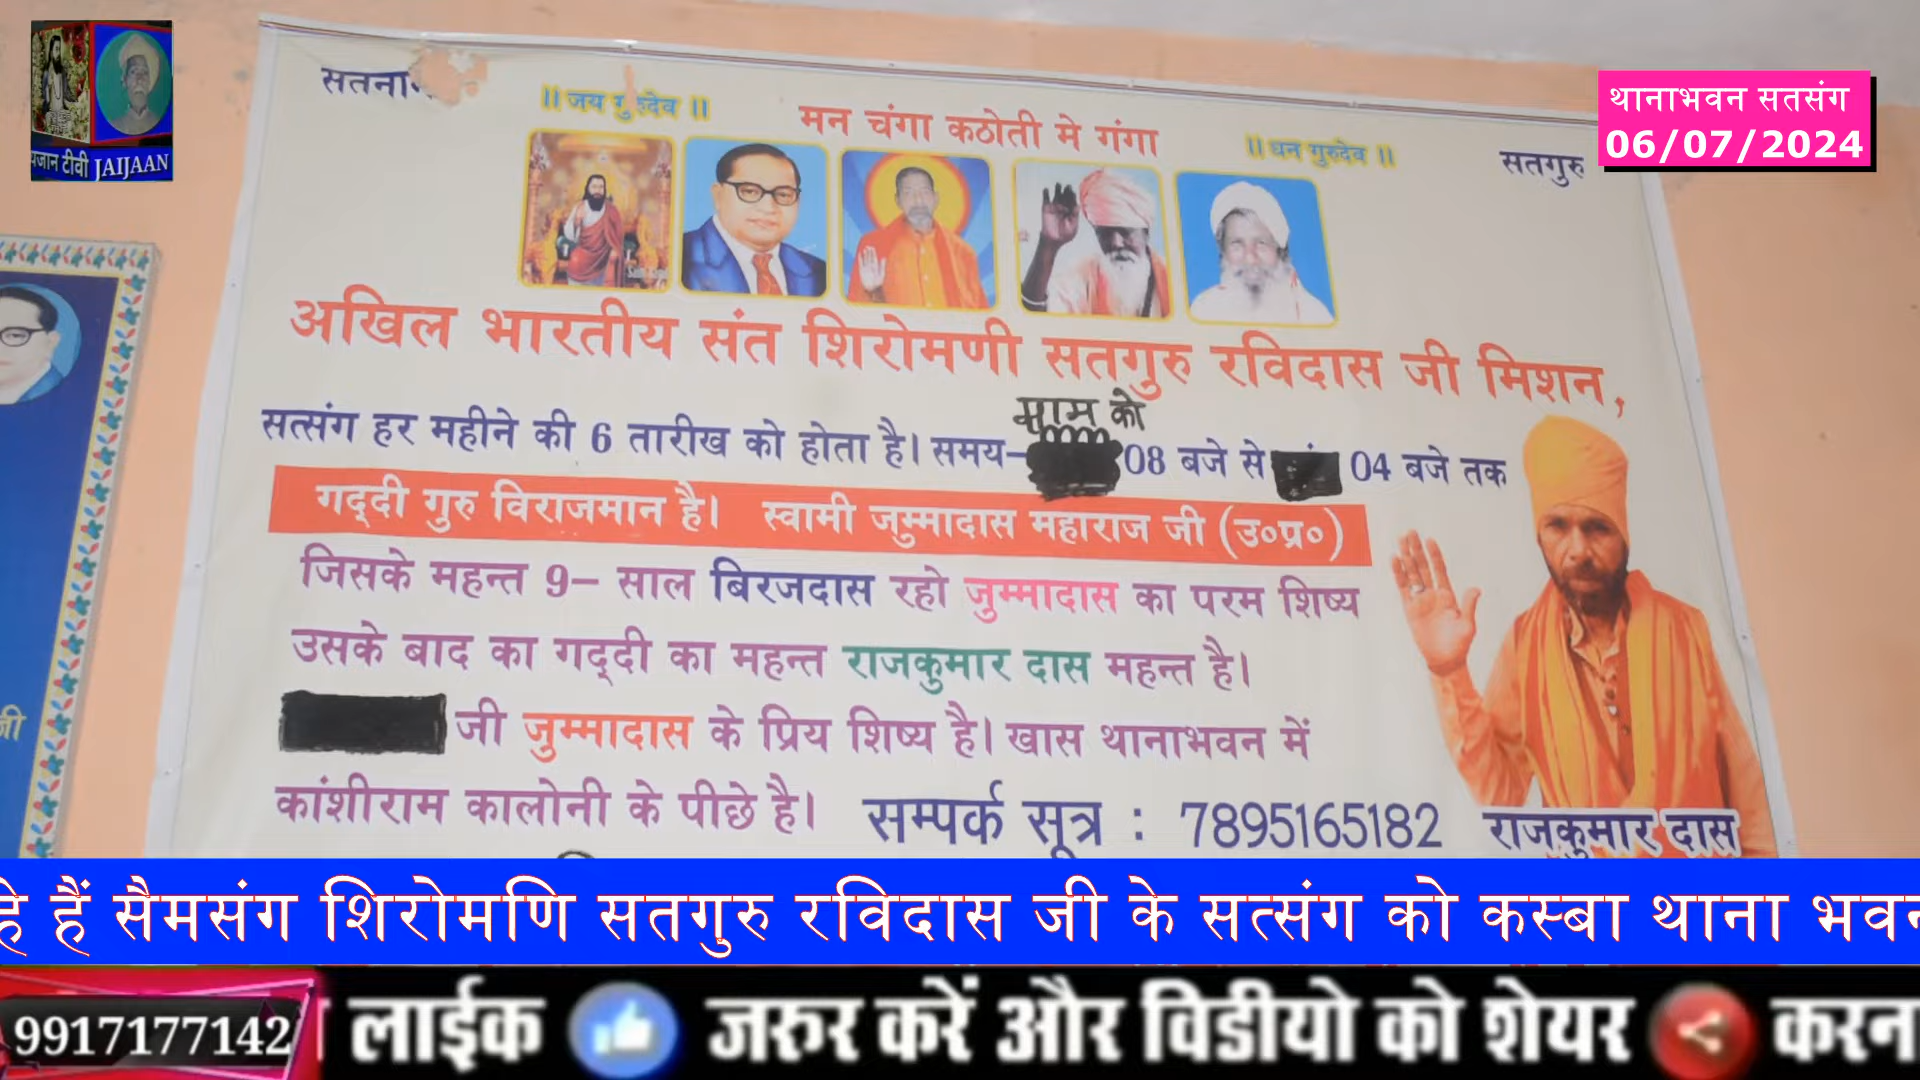 सतना
॥ जय गुरुदेव ॥
मन चंगा कठोती मे गंगा
॥ धन गुरुदेव ॥
सतगुरु
थानाभवन सतसंग
06/07/2024
टीवी JAIJAAN
अखिल भारतीय संत शिरोमणी सतगुरु रविदास जी मिशन,
को
सत्संग हर महीने की 6 तारीख को होता है। समय- 08 बजे से 04 बजे तक
गद्दी गुरु विराजमान है। स्वामी जुम्मादास महाराज जी (उ०प्र०)
जिसके महन्त 9- साल बिरजदास रहो जुम्मादास का परम शिष्य
उसके बाद का गद्दी का महन्त राजकुमार दास महन्त है।
जी जुम्मादास के प्रिय शिष्य है। खास थानाभवन में
कांशीराम कालोनी के पीछे है।
सम्पर्क सूत्र : 7895165182
राजकुमार दास
जी
हैं सैमसंग शिरोमणि सतगुरु रविदास जी के सत्संग को कस्बा थाना भवन
9917177142
लाईक जरुर करें और विडीयो को शेयर करना